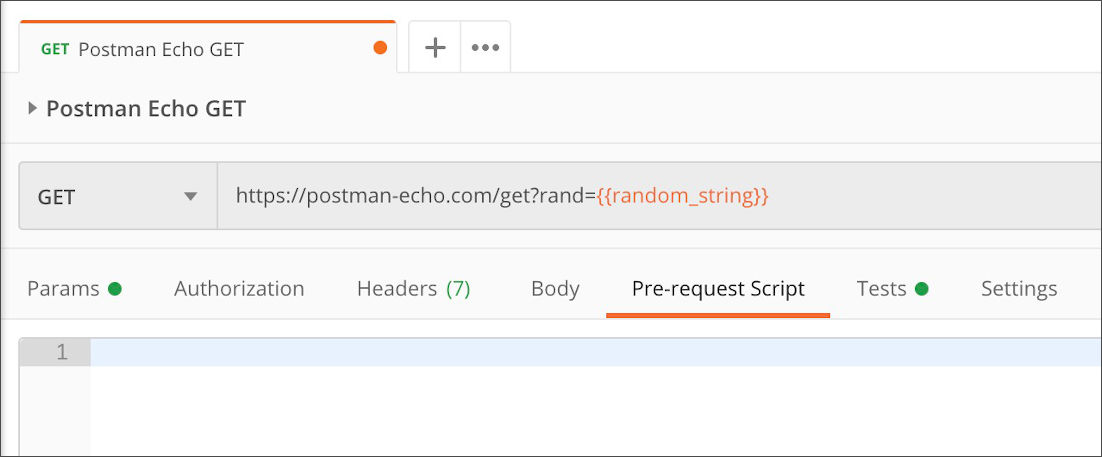 GET Postman Echo GET + •••
Postman Echo GET
GET https://postman-echo.com/get?rand={{random_string}}
Params Authorization Headers (7) Body Pre-request Script Tests Settings
1